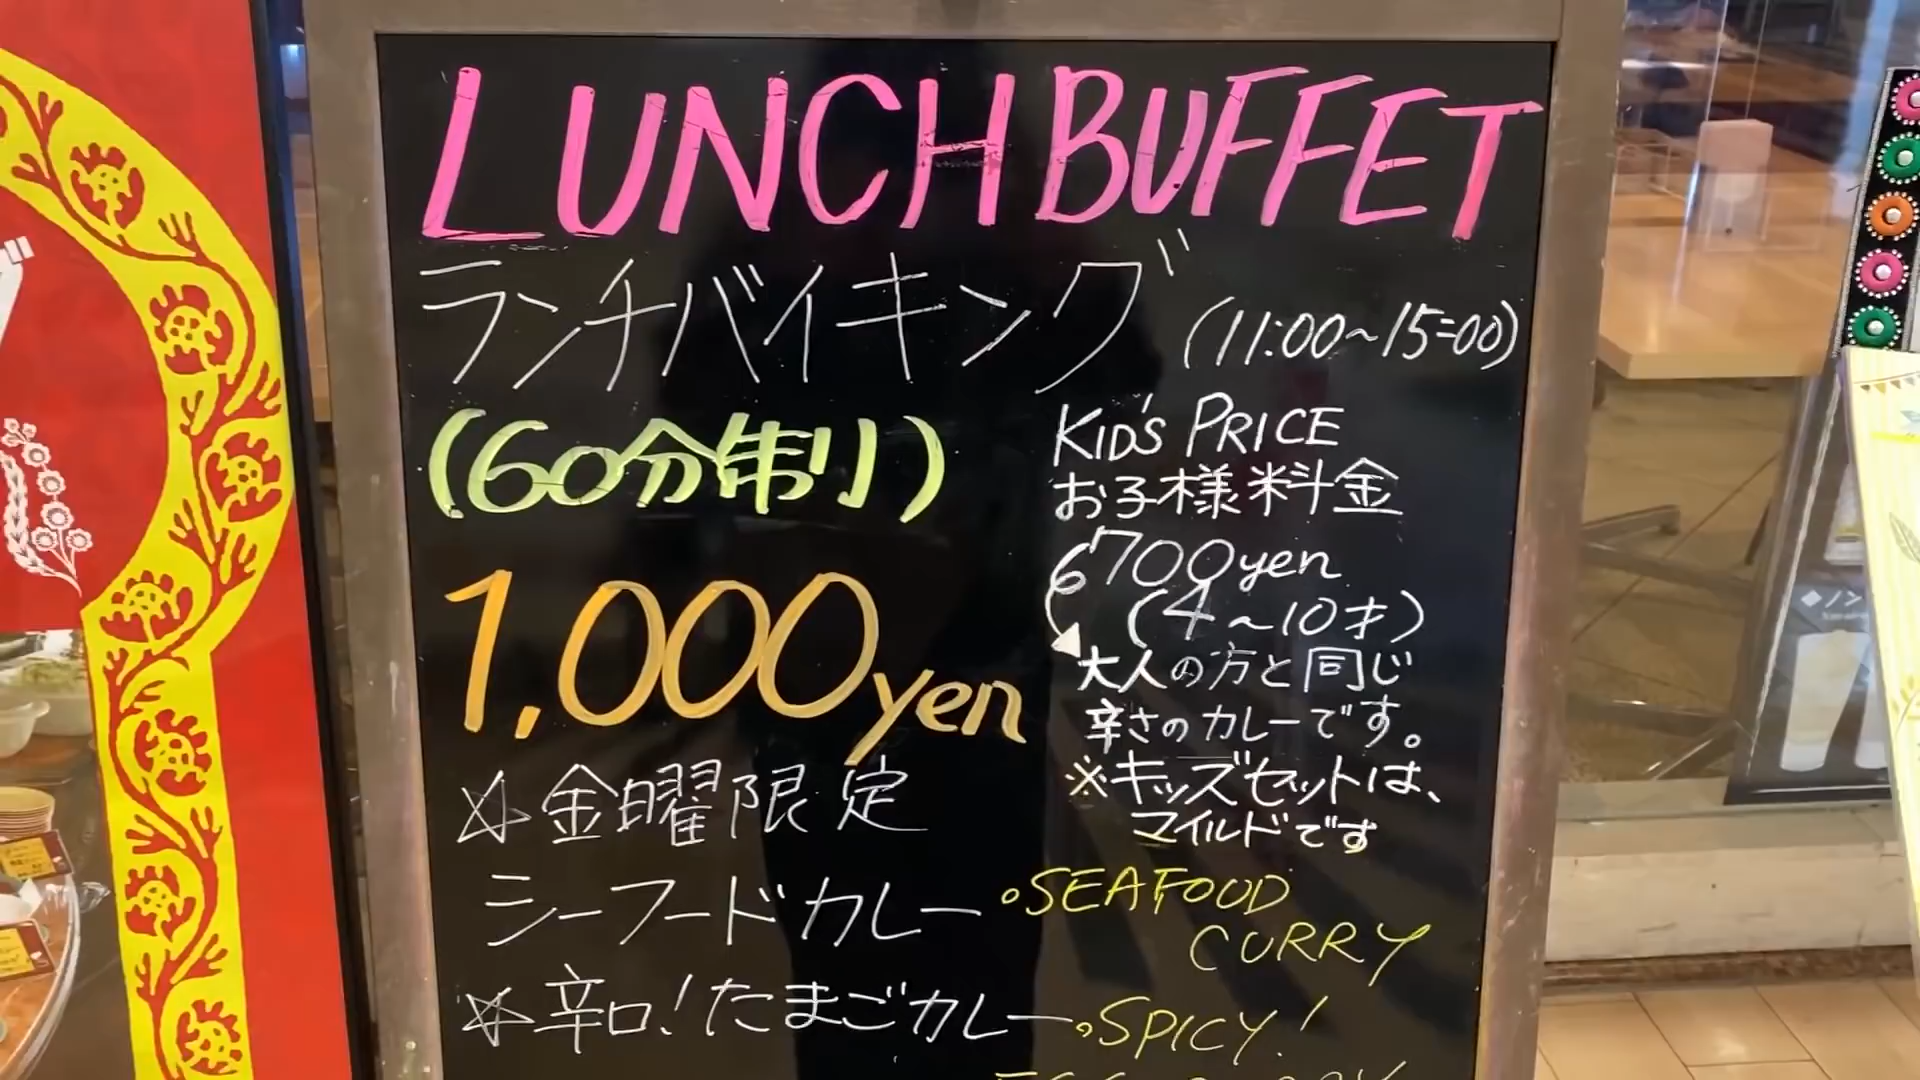 LUNCH BUFFET
ランチバイキング (11:00~15:00)
(60分制)
1,000yen
KID'S PRICE
お子様料金
700yen
(4~10才)
大人の方と同じ
辛さのカレーです。
※キッズセットは、
マイルドです
☆金曜限定
シーフードカレー 。SEAFOOD
CURRY
☆辛口!たまごカレー 。SPICY!